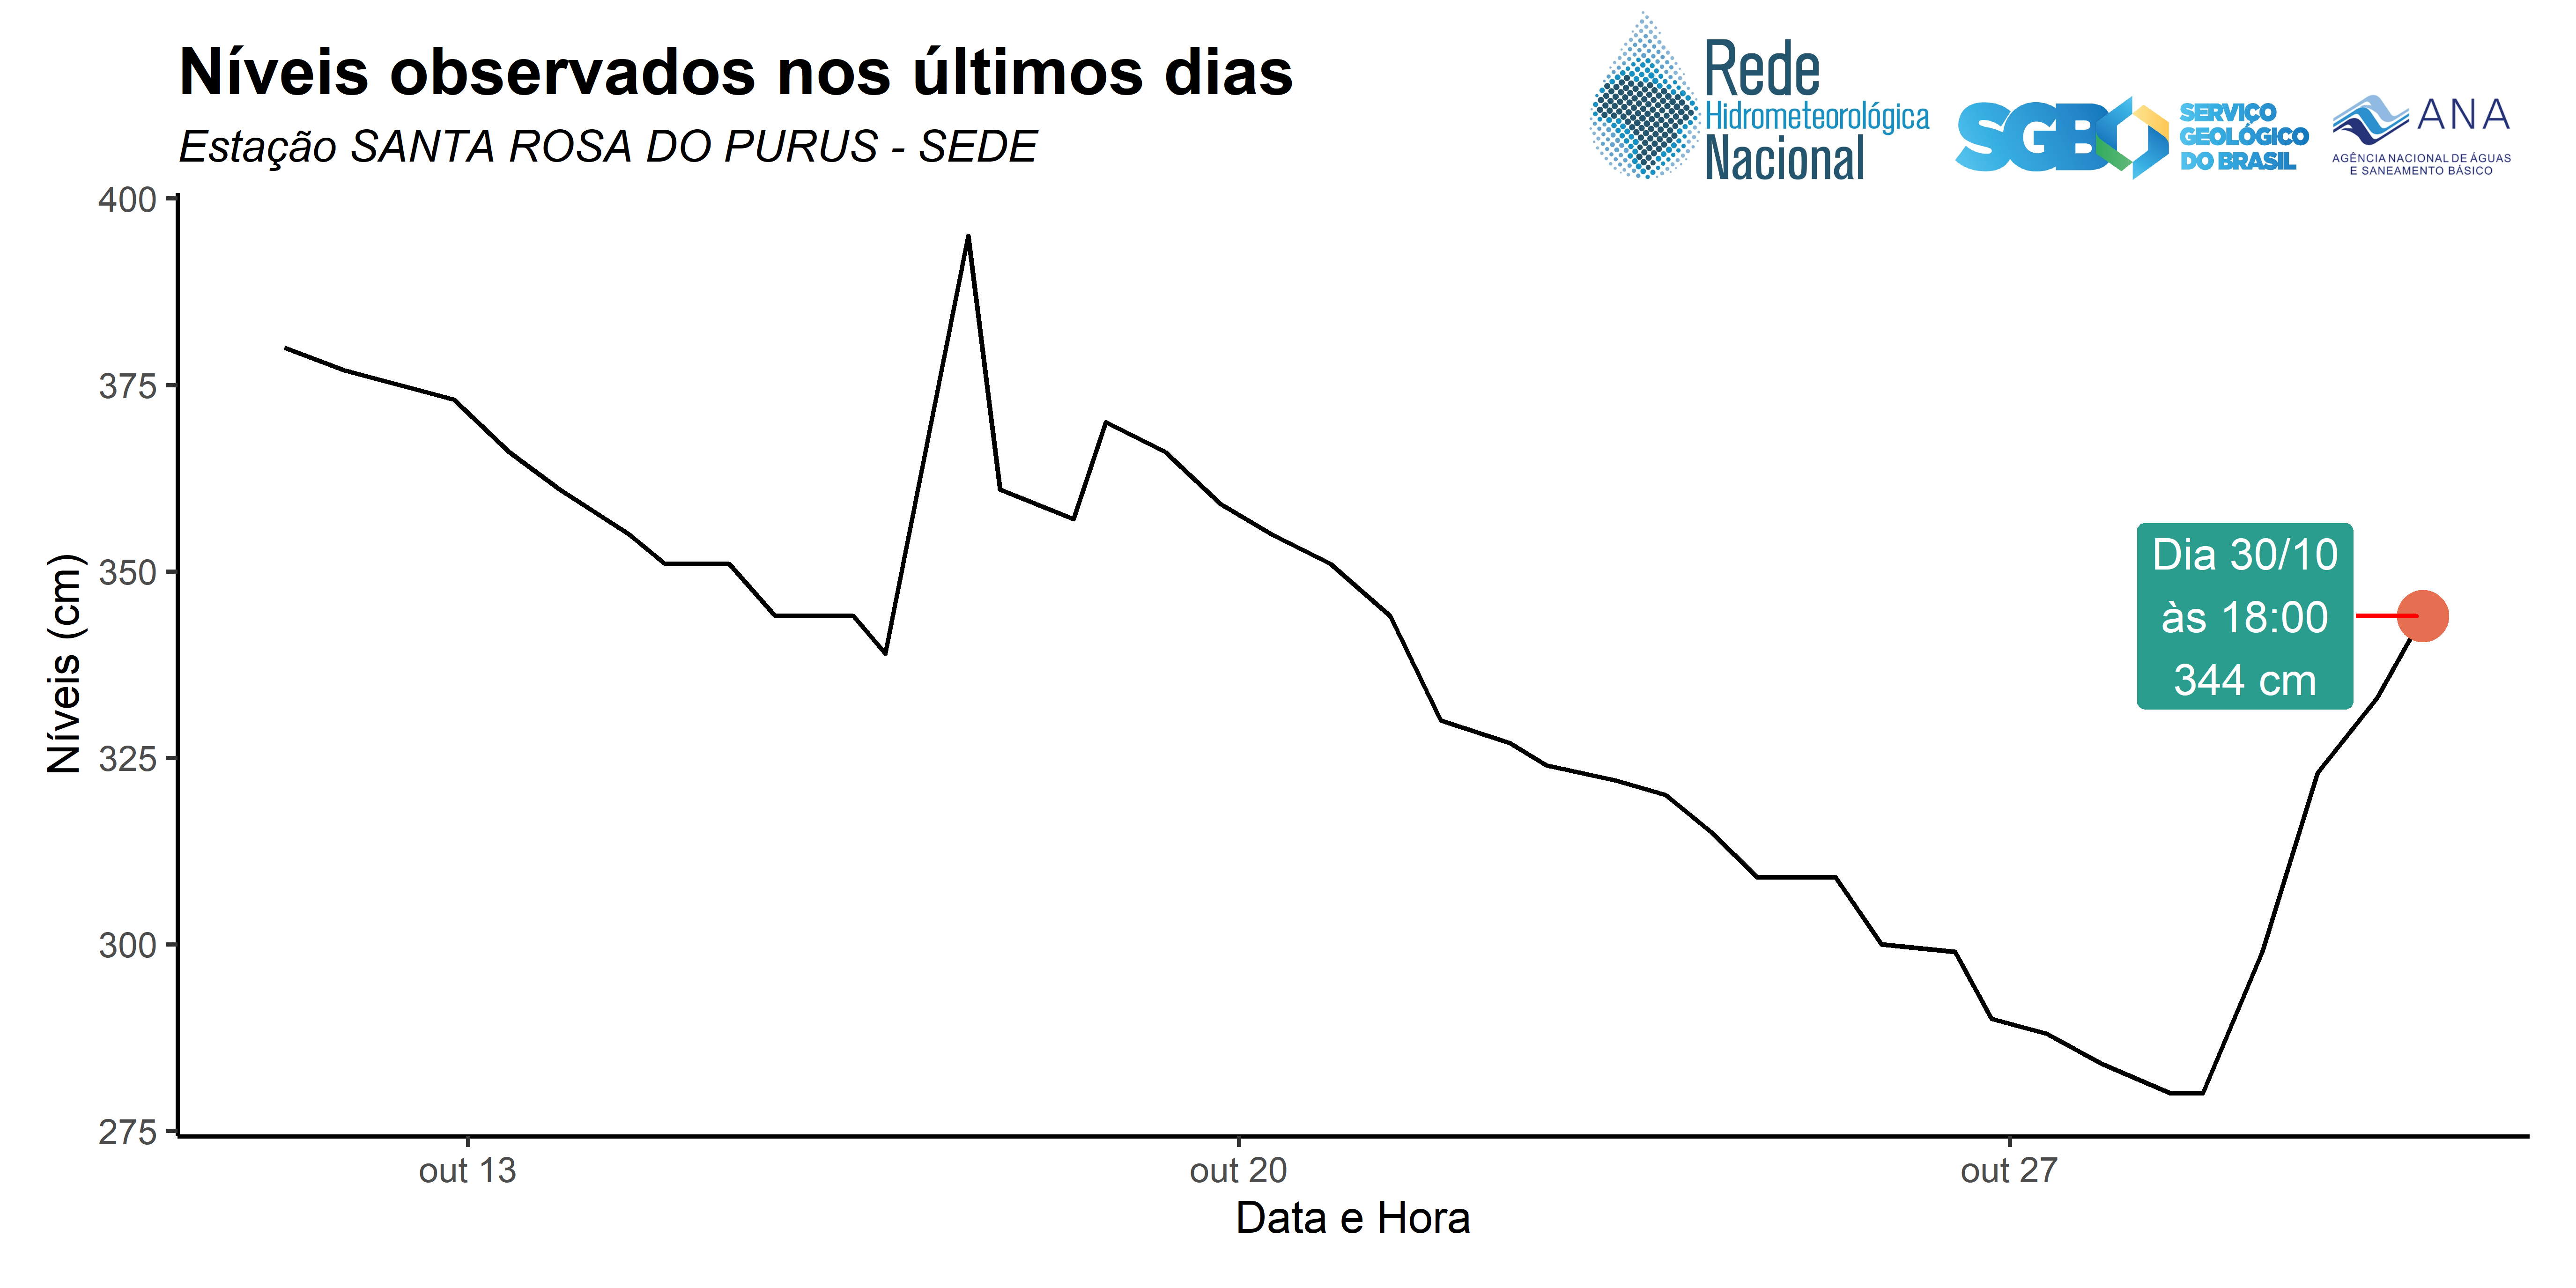 Níveis observados nos últimos dias
Estação SANTA ROSA DO PURUS - SEDE
Rede
Hidrometeorológica
Nacional
SGB
SERVIÇO
GEOLÓGICO
DO BRASIL
ANA
AGÊNCIA NACIONAL DE ÁGUAS
E SANEAMENTO BÁSICO
400
375
350
325
300
275
Níveis (cm)
Dia 30/10
às 18:00
344 cm
out 13
out 20
out 27
Data e Hora